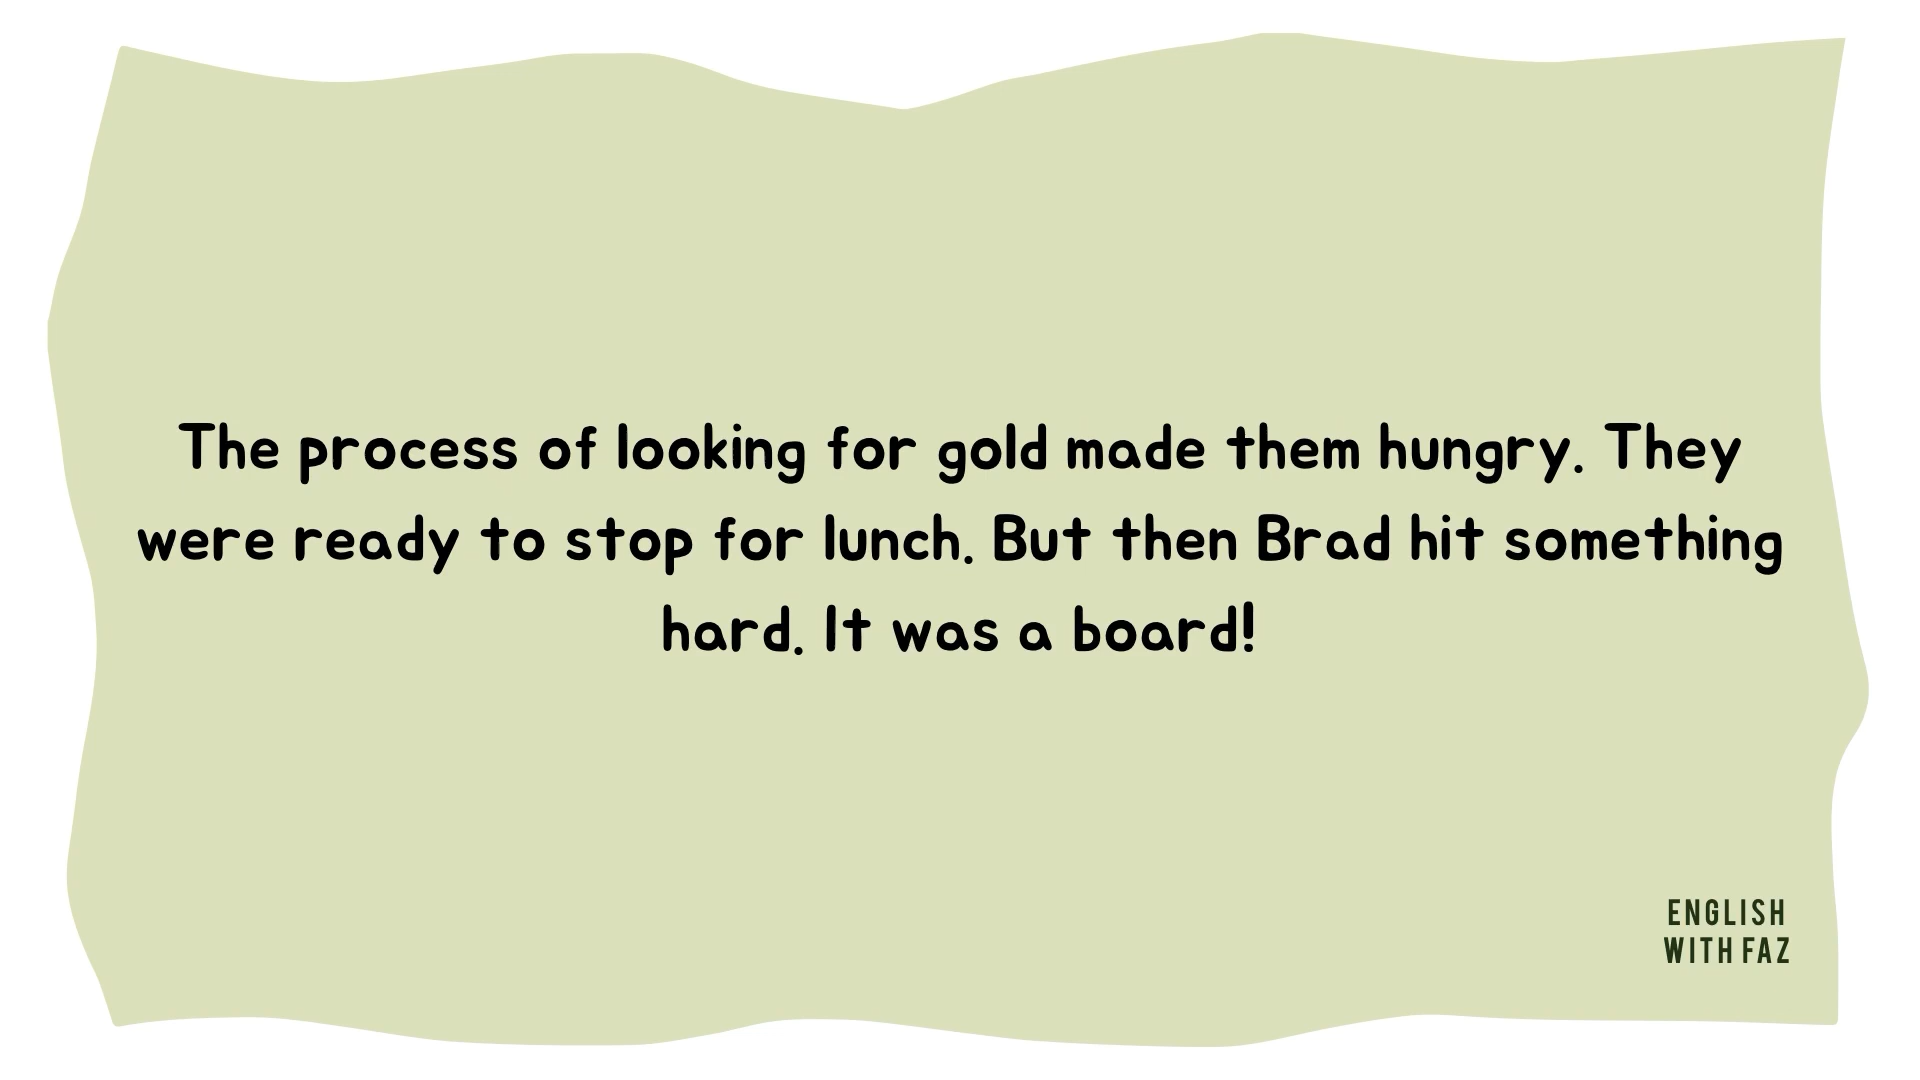 The process of looking for gold made them hungry. They
were ready to stop for lunch. But then Brad hit something
hard. It was a board!
ENGLISH
WITH FAZ